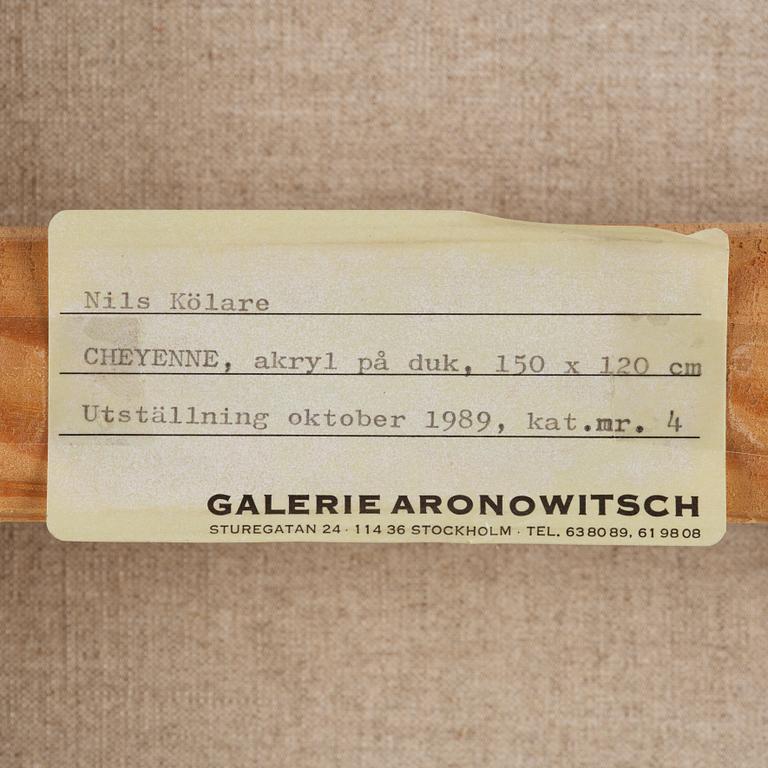 Nils Kölare
CHEYENNE, akryl på duk, 150 x 120 cm
Utställning oktober 1989, kat.mr. 4
GALERIE ARONOWITSCH
STUREGATAN 24 · 114 36 STOCKHOLM · TEL. 63 80 89, 61 98 08